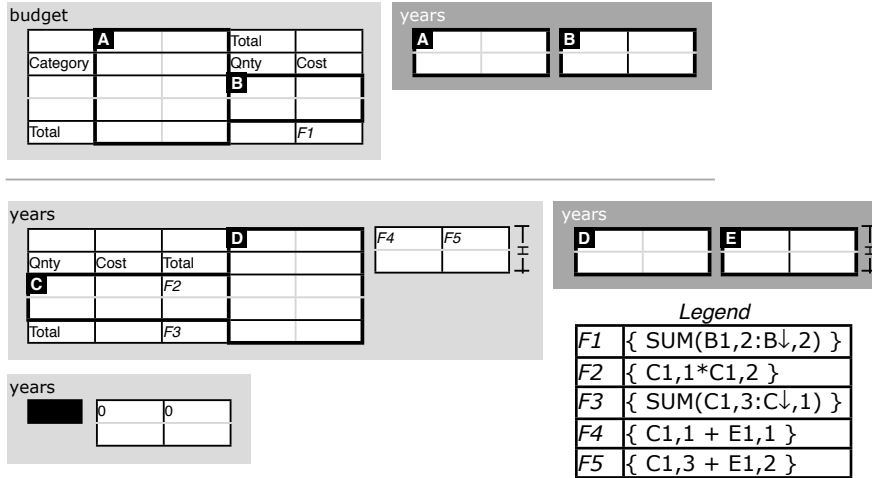 budget
A Total
Category Qnty Cost
B
Total F1
years
A B
years
D
Qnty Cost Total
C F2
Total F3
F4 F5
years
D E
years
0 0
Legend
F1 { SUM(B1,2:B↓,2) }
F2 { C1,1*C1,2 }
F3 { SUM(C1,3:C↓,1) }
F4 { C1,1 + E1,1 }
F5 { C1,3 + E1,2 }